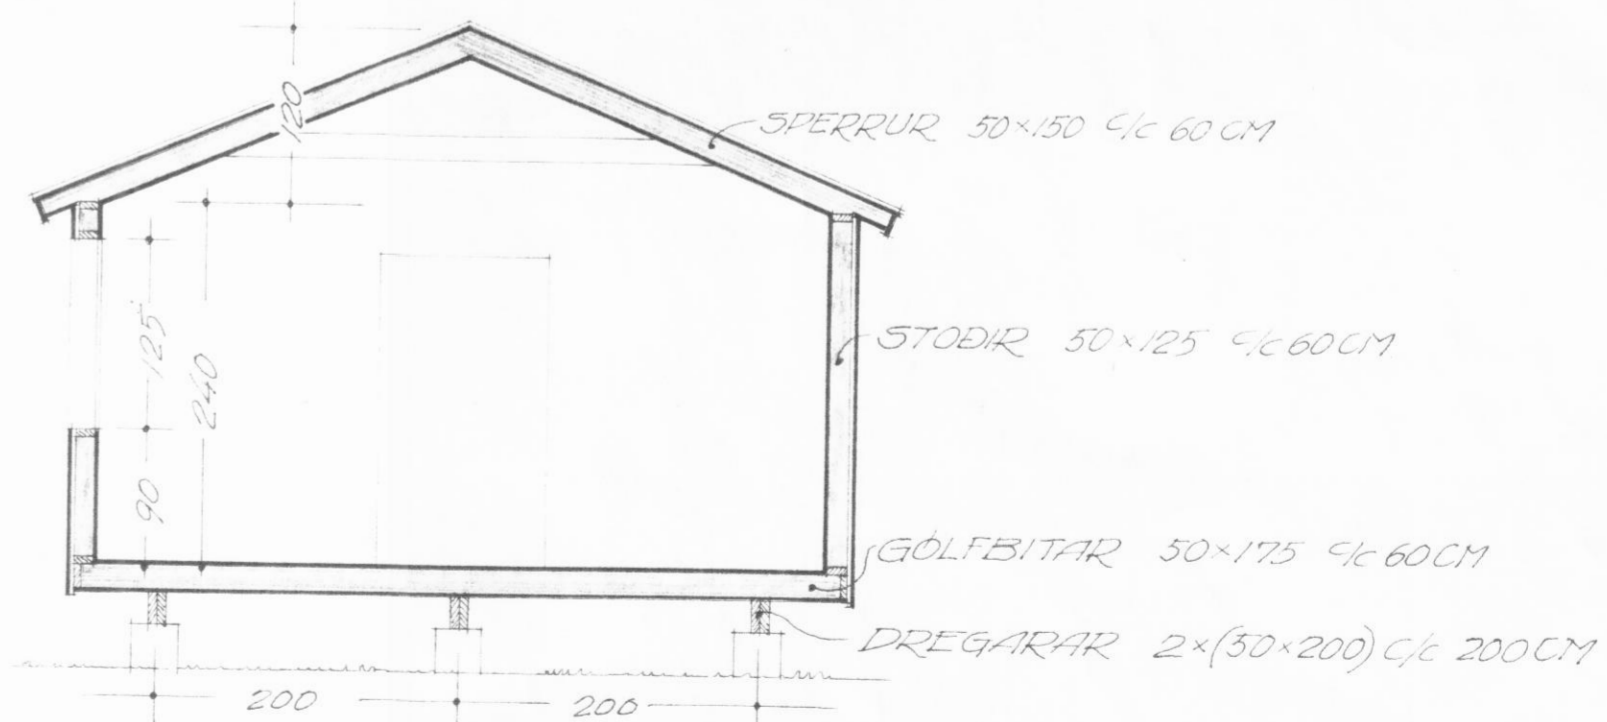 120
SPERRUR 50×150 c/c 60 CM
125
240
STOÐIR 50×125 c/c 60 CM
90
GÓLFBITAR 50×175 c/c 60 CM
DREGARAR 2×(50×200) c/c 200 CM
200
200